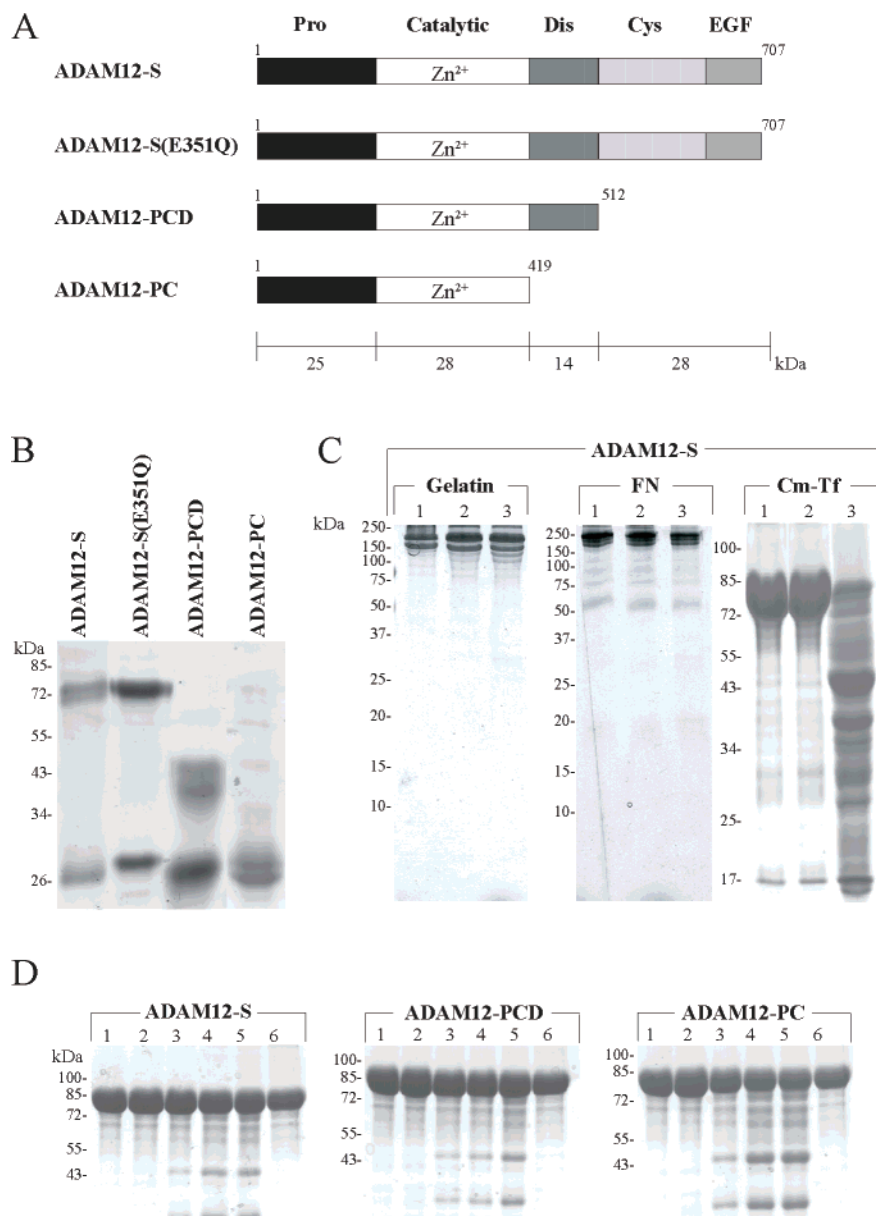 A
Pro Catalytic Dis Cys EGF
1 707
ADAM12-S Zn²⁺
1 707
ADAM12-S(E351Q) Zn²⁺
1 512
ADAM12-PCD Zn²⁺
1 419
ADAM12-PC Zn²⁺
25 28 14 28 kDa
B
ADAM12-S
ADAM12-S(E351Q)
ADAM12-PCD
ADAM12-PC
kDa
85-
72-
55-
43-
34-
26-
C
ADAM12-S
Gelatin FN Cm-Tf
kDa
1 2 3
250-
150-
100-
75-
50-
37-
25-
20-
15-
10-
1 2 3
250-
150-
100-
75-
50-
37-
25-
20-
15-
10-
1 2 3
100-
85-
72-
55-
43-
34-
25-
17-
D
ADAM12-S
1 2 3 4 5 6
kDa
100-
85-
72-
55-
43-
ADAM12-PCD
1 2 3 4 5 6
100-
85-
72-
55-
43-
ADAM12-PC
1 2 3 4 5 6
100-
85-
72-
55-
43-